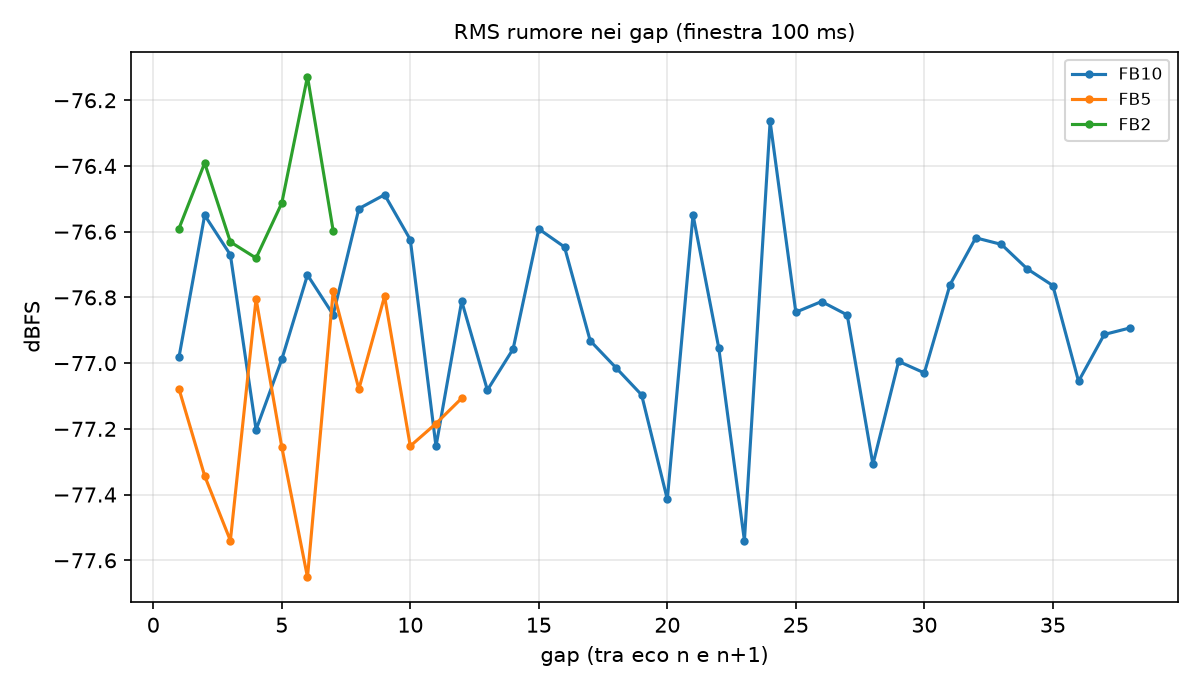 RMS rumore nei gap (finestra 100 ms)
FB10
FB5
FB2
−76.2
−76.4
−76.6
−76.8
−77.0
−77.2
−77.4
−77.6
dBFS
0 5 10 15 20 25 30 35
gap (tra eco n e n+1)